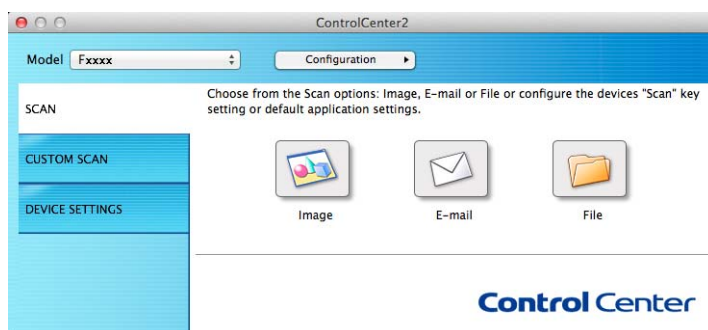 ControlCenter2
Model Fxxxx Configuration
Choose from the Scan options: Image, E-mail or File or configure the devices "Scan" key
setting or default application settings.
SCAN
CUSTOM SCAN
DEVICE SETTINGS
Image E-mail File
Control Center